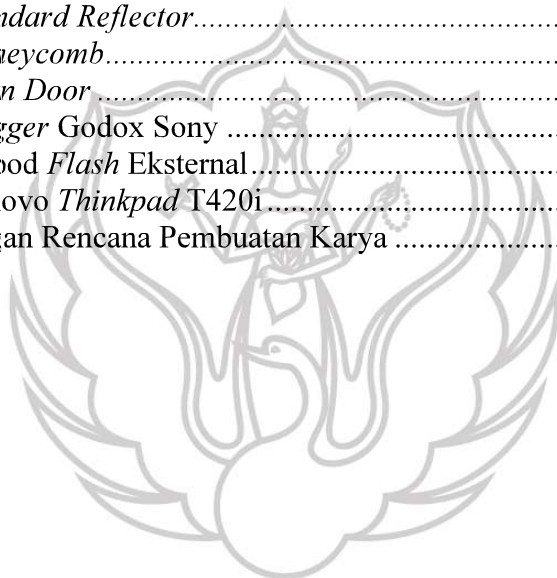 ndard Reflector..................................................
neycomb..................................................
n Door ..................................................
gger Godox Sony ..................................................
ood Flash Eksternal..................................................
ovo Thinkpad T420i..................................................
gan Rencana Pembuatan Karya ..................................................